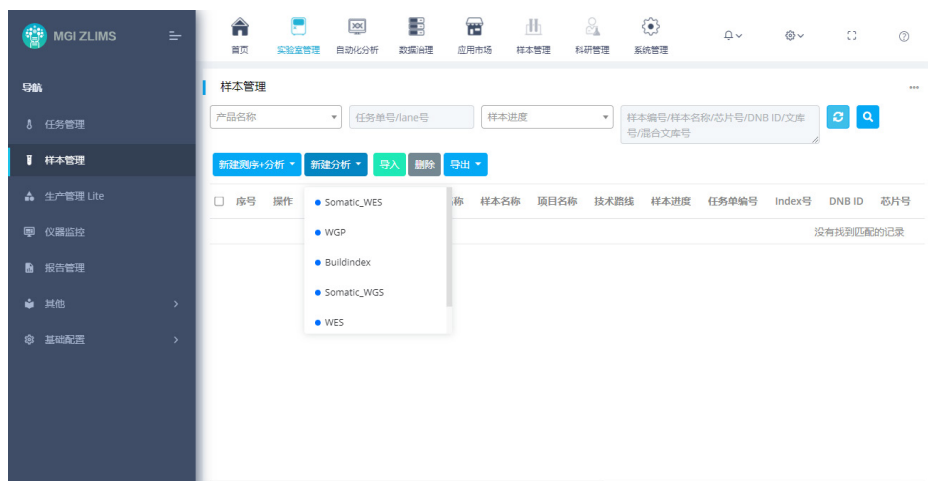 MGI ZLIMS
首页
实验室管理
自动化分析
数据治理
应用市场
样本管理
科研管理
系统管理
导航
任务管理
样本管理
生产管理 Lite
仪器监控
报告管理
其他
基础配置
样本管理
产品名称
任务单号/lane号
样本进度
样本编号/样本名称/芯片号/DNB ID/文库
号/混合文库号
新建测序+分析
新建分析
导入
删除
导出
序号 操作 称 样本名称 项目名称 技术路线 样本进度 任务单编号 Index号 DNB ID 芯片号
没有找到匹配的记录
Somatic_WES
WGP
Buildindex
Somatic_WGS
WES